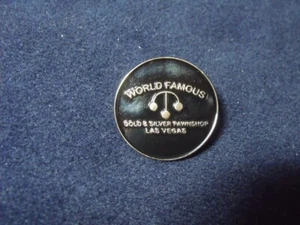 WORLD FAMOUS
GOLD & SILVER PAWNSHOP
LAS VEGAS